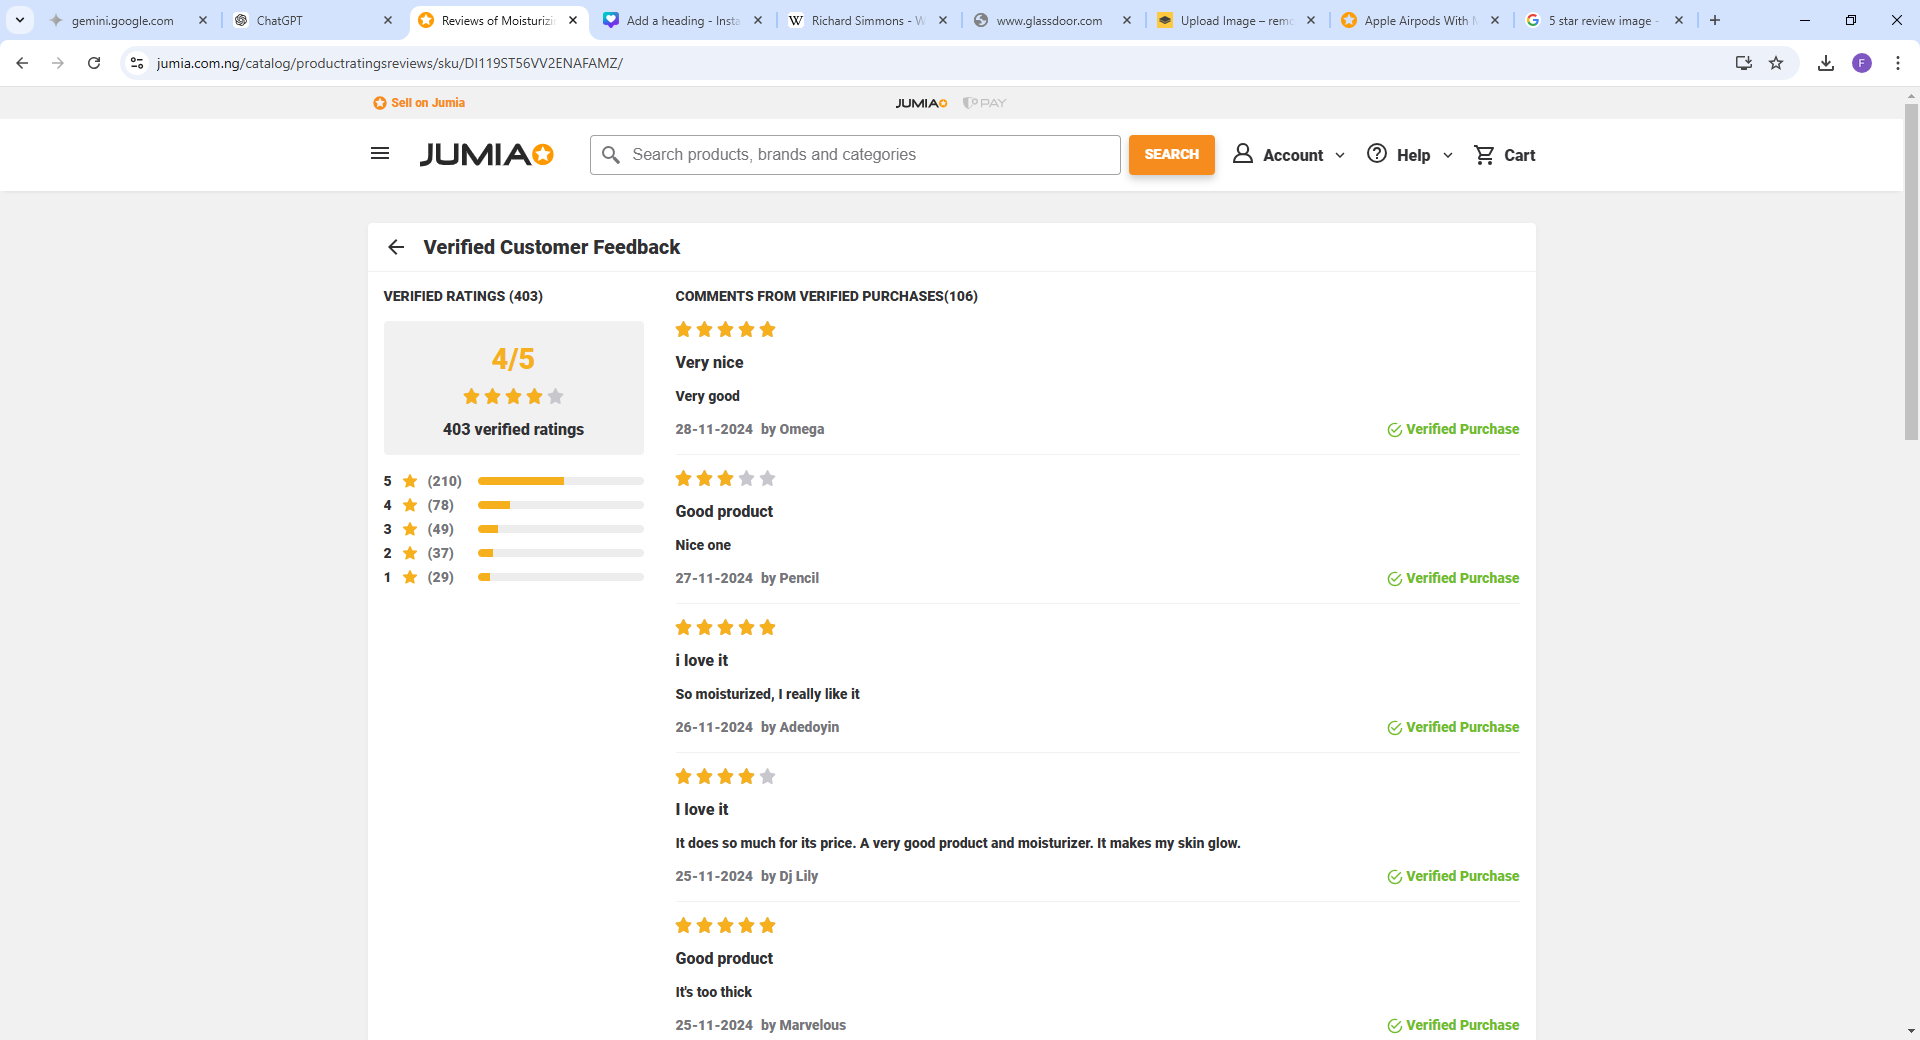 gemini.google.com
ChatGPT
Reviews of Moisturizi
Add a heading - Insta
Richard Simmons - W
www.glassdoor.com
Upload Image – remo
Apple Airpods With M
5 star review image -
jumia.com.ng/catalog/productratingsreviews/sku/DI119ST56VV2ENAFAMZ/
F
Sell on Jumia
JUMIA
PAY
JUMIA
Search products, brands and categories
SEARCH
Account
Help
Cart
Verified Customer Feedback
VERIFIED RATINGS (403)
4/5
403 verified ratings
5 (210)
4 (78)
3 (49)
2 (37)
1 (29)
COMMENTS FROM VERIFIED PURCHASES(106)
Very nice
Very good
28-11-2024 by Omega
Verified Purchase
Good product
Nice one
27-11-2024 by Pencil
Verified Purchase
i love it
So moisturized, I really like it
26-11-2024 by Adedoyin
Verified Purchase
I love it
It does so much for its price. A very good product and moisturizer. It makes my skin glow.
25-11-2024 by Dj Lily
Verified Purchase
Good product
It's too thick
25-11-2024 by Marvelous
Verified Purchase